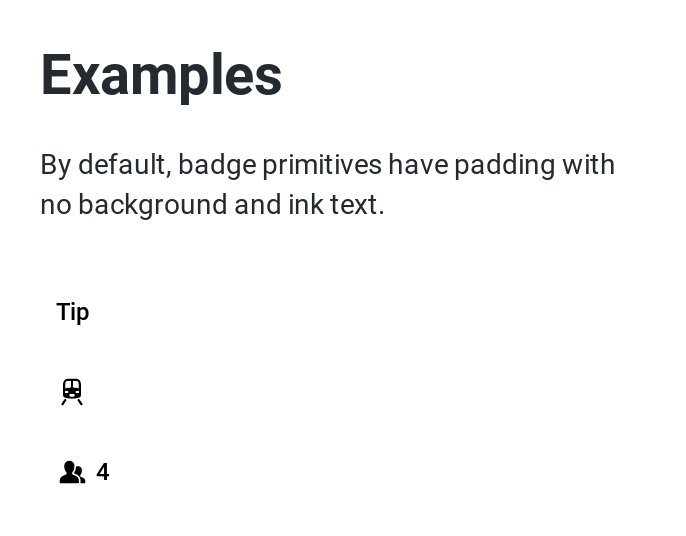 Examples
By default, badge primitives have padding with
no background and ink text.
Tip
4